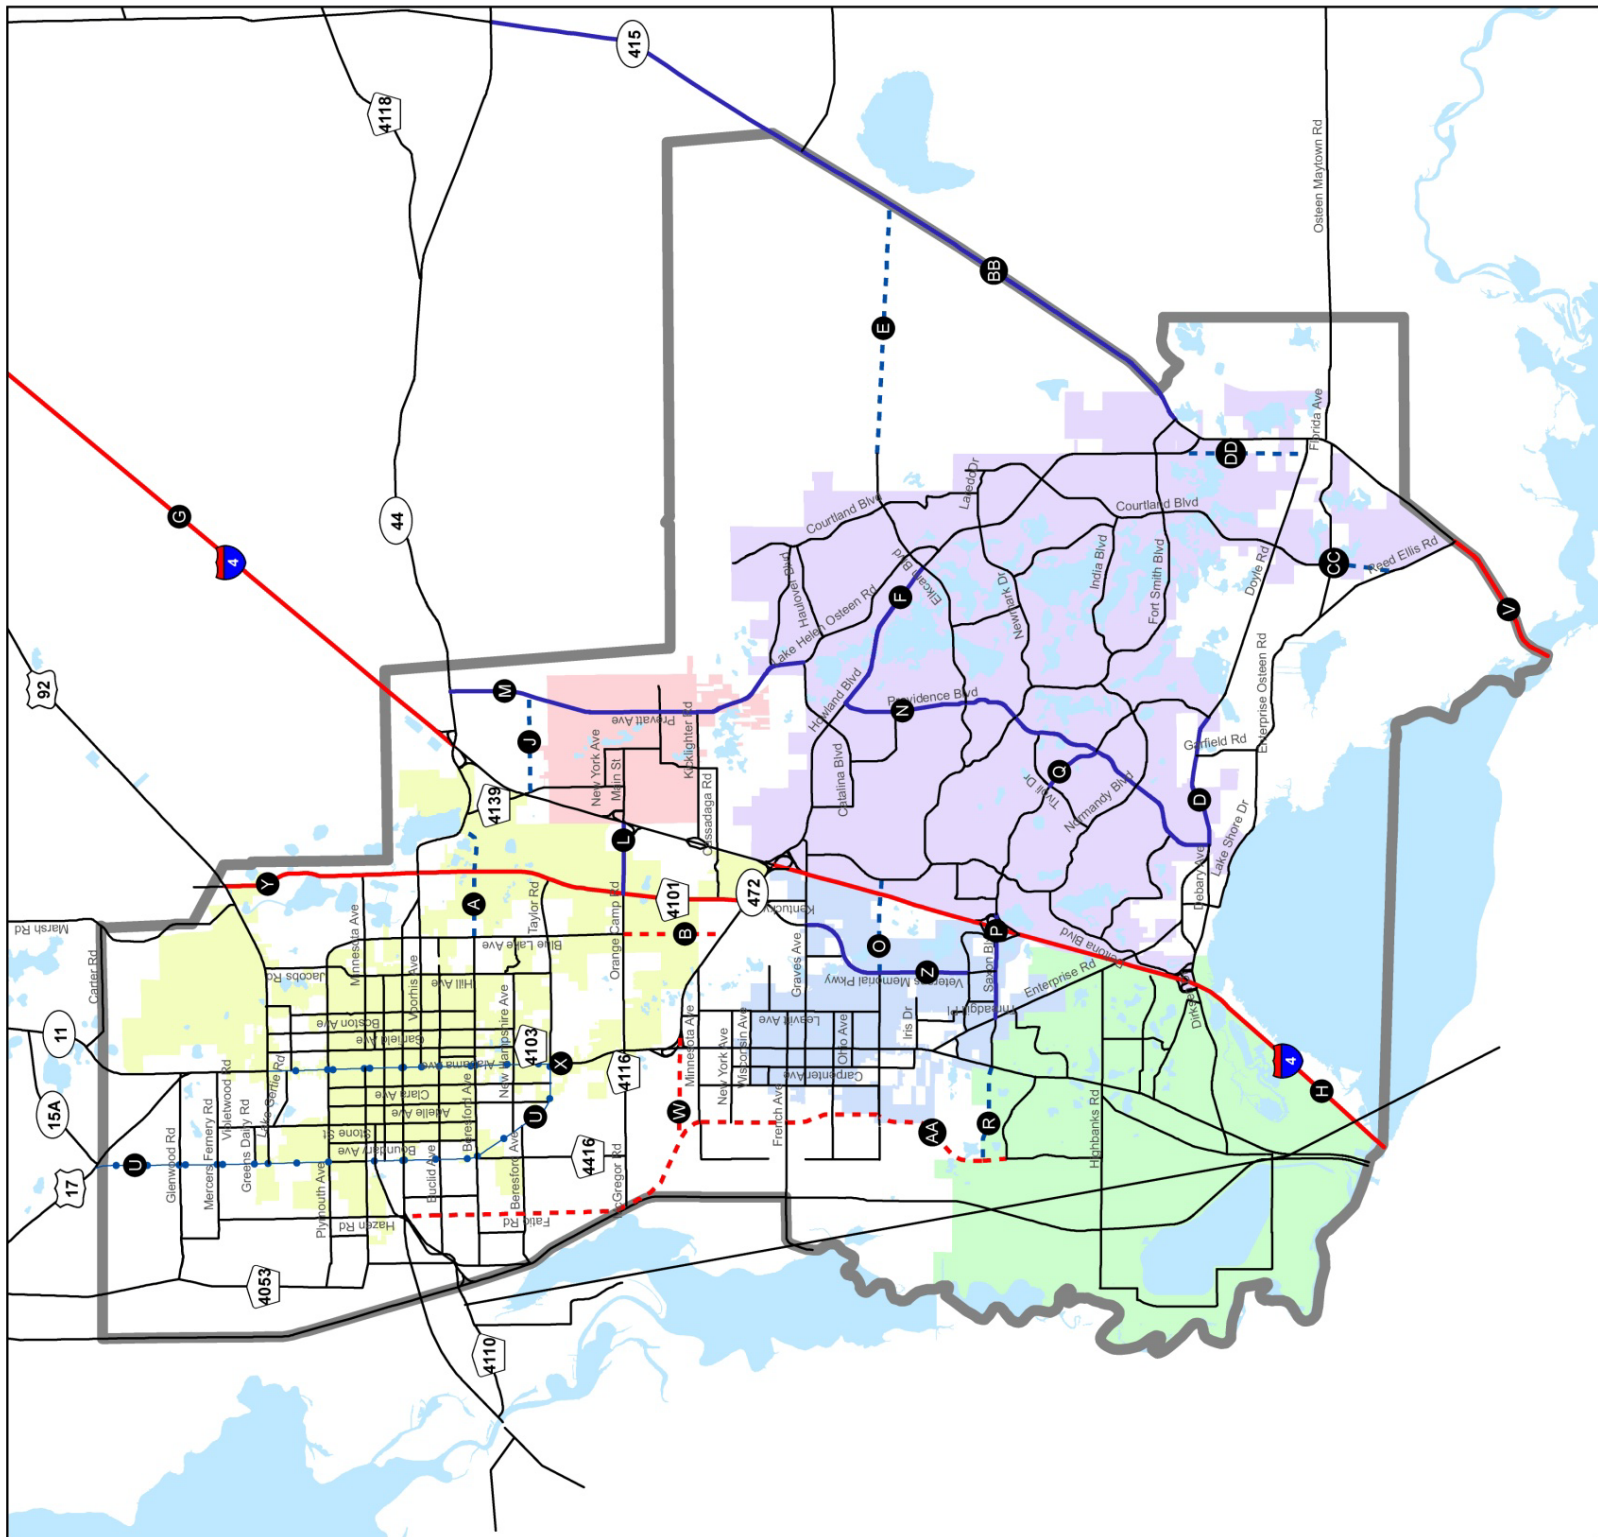 415
4118
Osteen Maytown Rd
BB
E
92
G
4
44
Florida Ave
DD
Courtland Blvd
Laredo Dr
Courtland Blvd
Haulover Blvd
Elkcam Blvd
India Blvd
Fort Smith Blvd
Doyle Rd
CC
Reed Ellis Rd
F
Newmark Dr
V
Lake Helen Osteen Rd
Enterprise Osteen Rd
M
Prevatt Ave
Howland Blvd
N
Providence Blvd
J
New York Ave
Main St
Kicklighter Rd
Garfield Rd
Catalina Blvd
Q
Tivoli Dr
Normandy Blvd
D
4139
Cassadaga Rd
Lake Shore Dr
L
Debary Ave
Y
472
4101
Kentucky
A
Taylor Rd
Orange Camp Rd
Marsh Rd
Minnesota Ave
Blue Lake Ave
B
P
Deltona Blvd
O
Carter Rd
Jacobs Rd
Hill Ave
Voorhis Ave
Graves Ave
Z
Veterans Memorial Pkwy
Saxon Blvd
Enterprise Rd
11
Boston Ave
Garfield Ave
New Hampshire Ave
4103
Leavitt Ave
Iris Dr
4
15A
Violetwood Rd
Lake Gertie Rd
Alabama Ave
X
4116
Minnesota Ave
New York Ave
Wisconsin Ave
Ohio Ave
Carpenter Ave
H
Clara Ave
Adelle Ave
U
W
French Ave
AA
R
Highbanks Rd
17
U
Glenwood Rd
Mercers Fernery Rd
Greens Dairy Rd
Stone St
Boundary Ave
Beresford Ave
4416
Plymouth Ave
Euclid Ave
Beresford Ave
McGregor Rd
Hazen Rd
Fatio
Rd
4053
4110